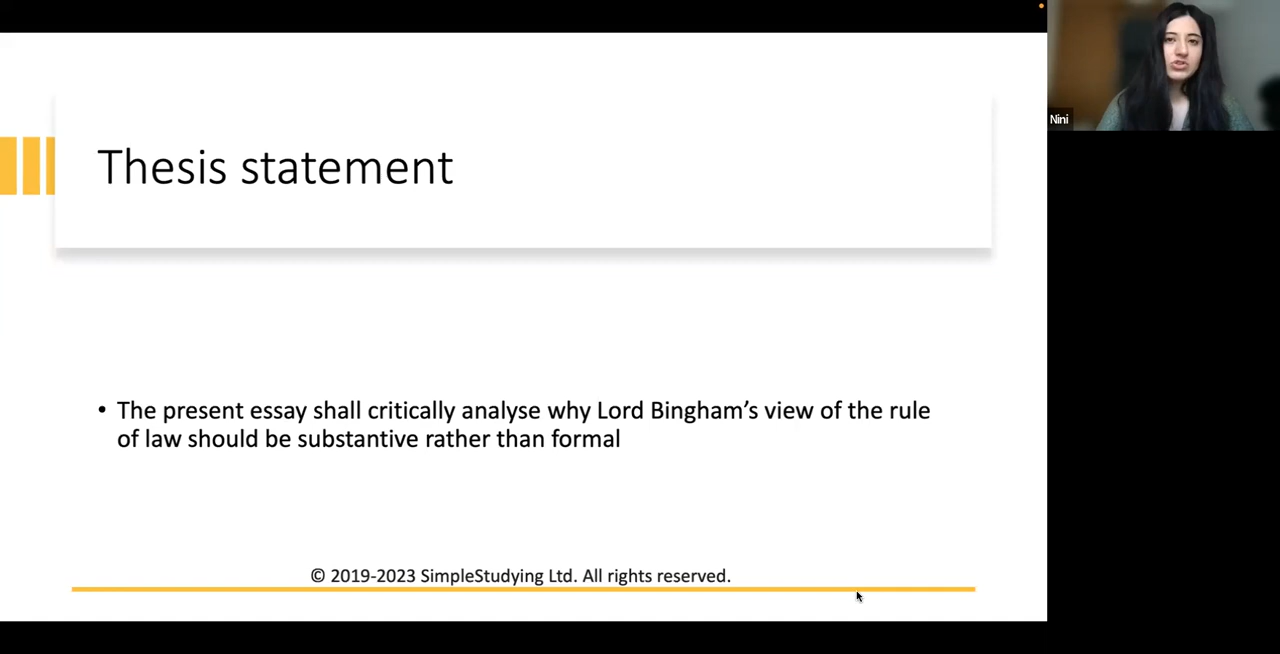 Nini
Thesis statement
• The present essay shall critically analyse why Lord Bingham’s view of the rule
of law should be substantive rather than formal
© 2019-2023 SimpleStudying Ltd. All rights reserved.